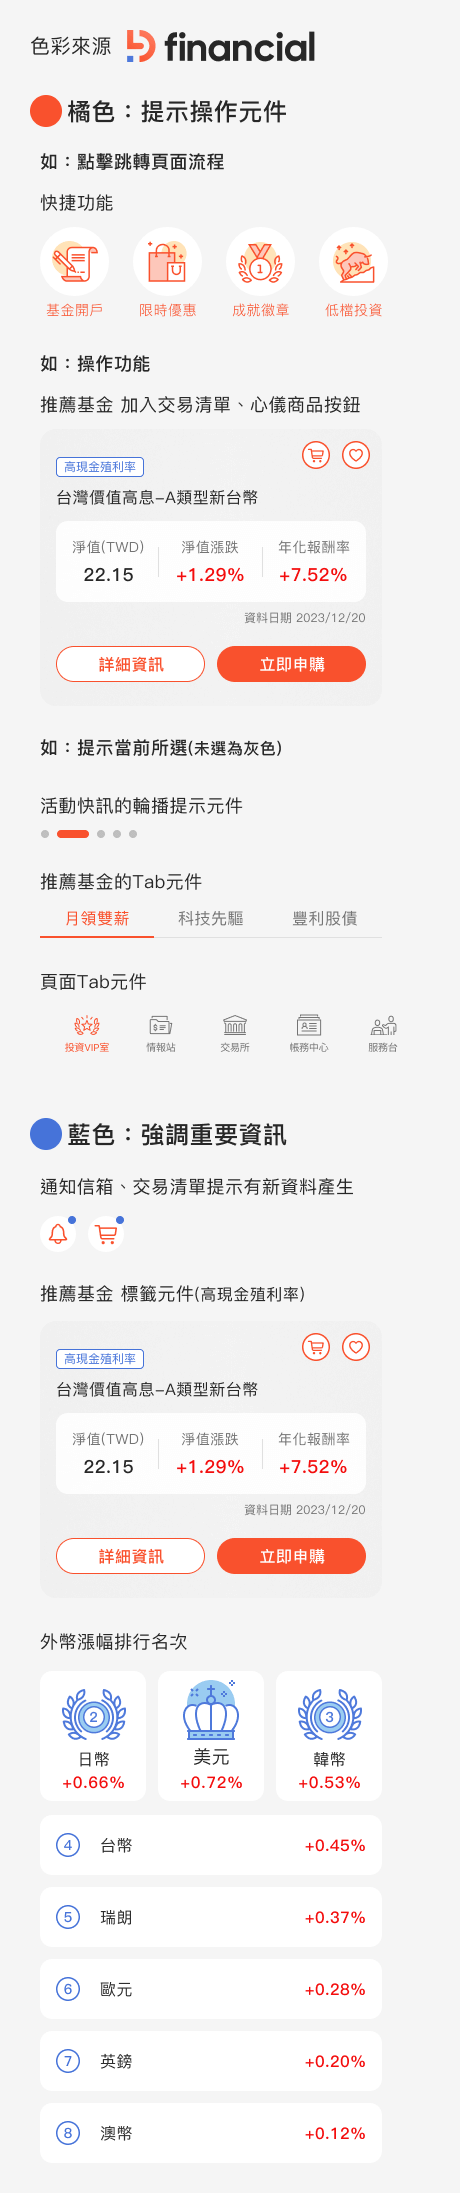 色彩來源 financial
橘色：提示操作元件
如：點擊跳轉頁面流程
快捷功能
1
基金開戶 限時優惠 成就徽章 低檔投資
如：操作功能
推薦基金 加入交易清單、心儀商品按鈕
高現金殖利率
台灣價值高息-A類型新台幣
淨值(TWD) 淨值漲跌 年化報酬率
22.15 +1.29% +7.52%
資料日期 2023/12/20
詳細資訊 立即申購
如：提示當前所選(未選為灰色)
活動快訊的輪播提示元件
推薦基金的Tab元件
月領雙薪 科技先驅 豐利股債
頁面Tab元件
投資VIP室 情報站 交易所 帳務中心 服務台
藍色：強調重要資訊
通知信箱、交易清單提示有新資料產生
推薦基金 標籤元件(高現金殖利率)
高現金殖利率
台灣價值高息-A類型新台幣
淨值(TWD) 淨值漲跌 年化報酬率
22.15 +1.29% +7.52%
資料日期 2023/12/20
詳細資訊 立即申購
外幣漲幅排行名次
2 3
日幣 美元 韓幣
+0.66% +0.72% +0.53%
4 台幣 +0.45%
5 瑞朗 +0.37%
6 歐元 +0.28%
7 英鎊 +0.20%
8 澳幣 +0.12%